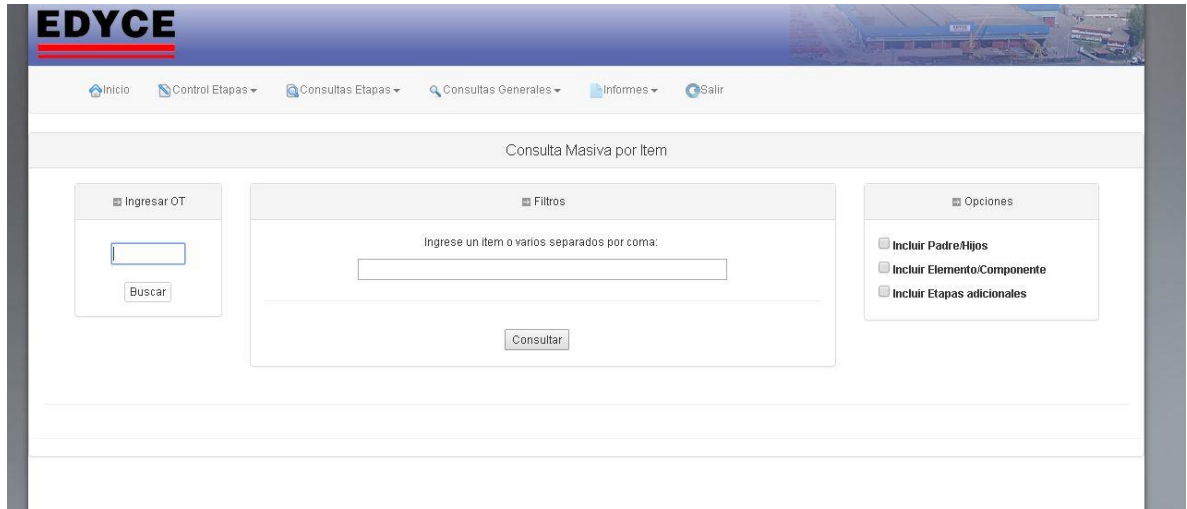 EDYCE
Inicio Control Etapas Consultas Etapas Consultas Generales Informes Salir
Consulta Masiva por Item
Ingresar OT
Buscar
Filtros
Ingrese un item o varios separados por coma:
Consultar
Opciones
Incluir Padre/Hijos
Incluir Elemento/Componente
Incluir Etapas adicionales